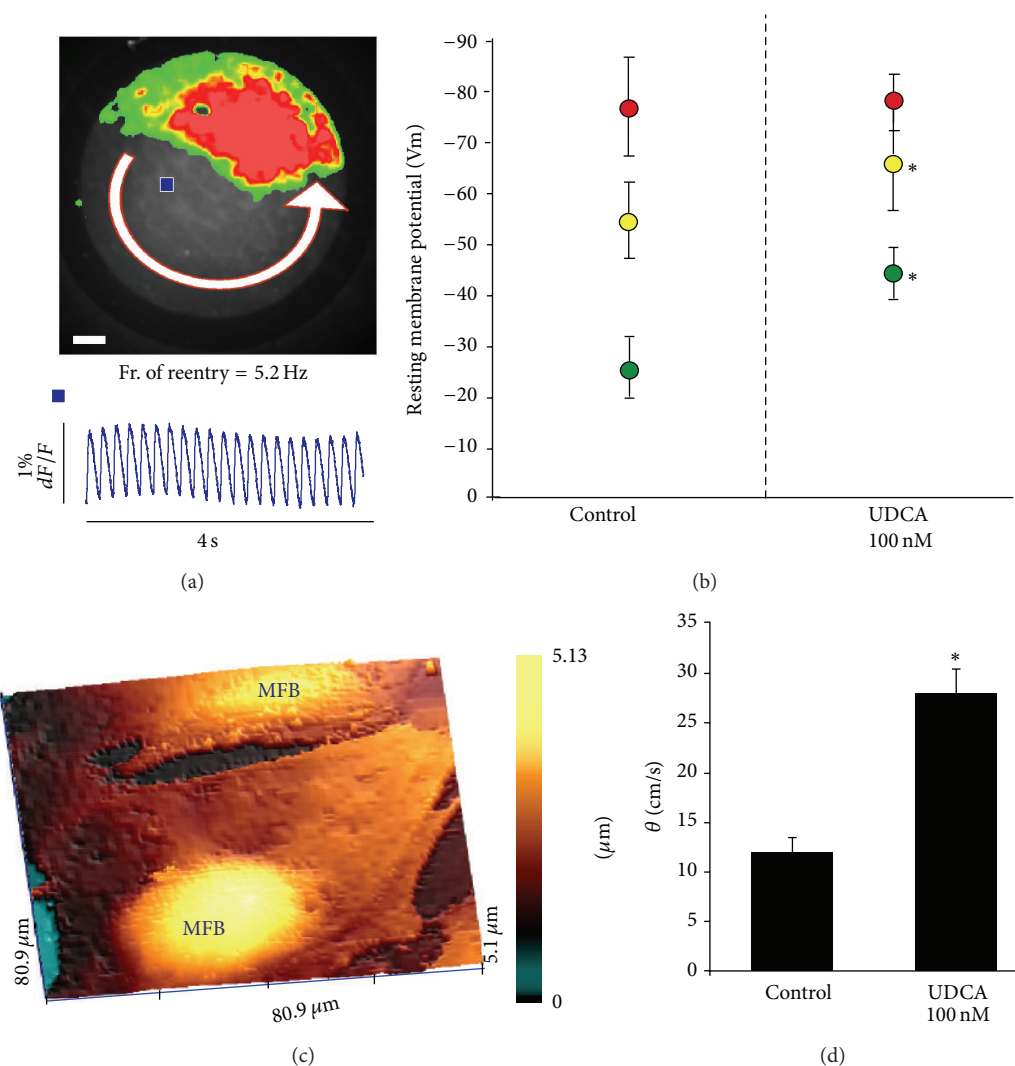 Fr. of reentry = 5.2 Hz
1%
dF/F
4 s
(a)
Resting membrane potential (Vm)
−90
−80
−70
−60
−50
−40
−30
−20
−10
0
*
*
Control
UDCA
100 nM
(b)
MFB
MFB
80.9 μm
80.9 μm
5.1 μm
5.13
(μm)
0
(c)
θ (cm/s)
35
30
25
20
15
10
5
0
*
Control
UDCA
100 nM
(d)